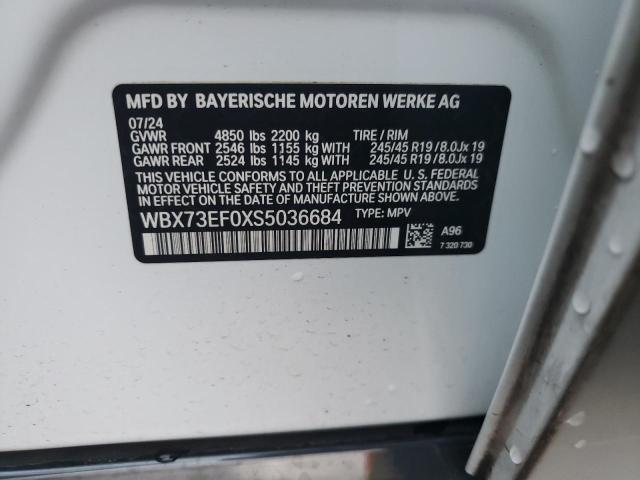 MFD BY BAYERISCHE MOTOREN WERKE AG
07/24
GVWR 4850 lbs 2200 kg TIRE / RIM
GAWR FRONT 2546 lbs 1155 kg WITH 245/45 R19 / 8.0Jx 19
GAWR REAR 2524 lbs 1145 kg WITH 245/45 R19 / 8.0Jx 19
THIS VEHICLE CONFORMS TO ALL APPLICABLE U. S. FEDERAL
MOTOR VEHICLE SAFETY AND THEFT PREVENTION STANDARDS
IN EFFECT ON THE DATE OF MANUFACTURE SHOWN ABOVE.
WBX73EF0XS5036684 TYPE: MPV
A96
7 320 730